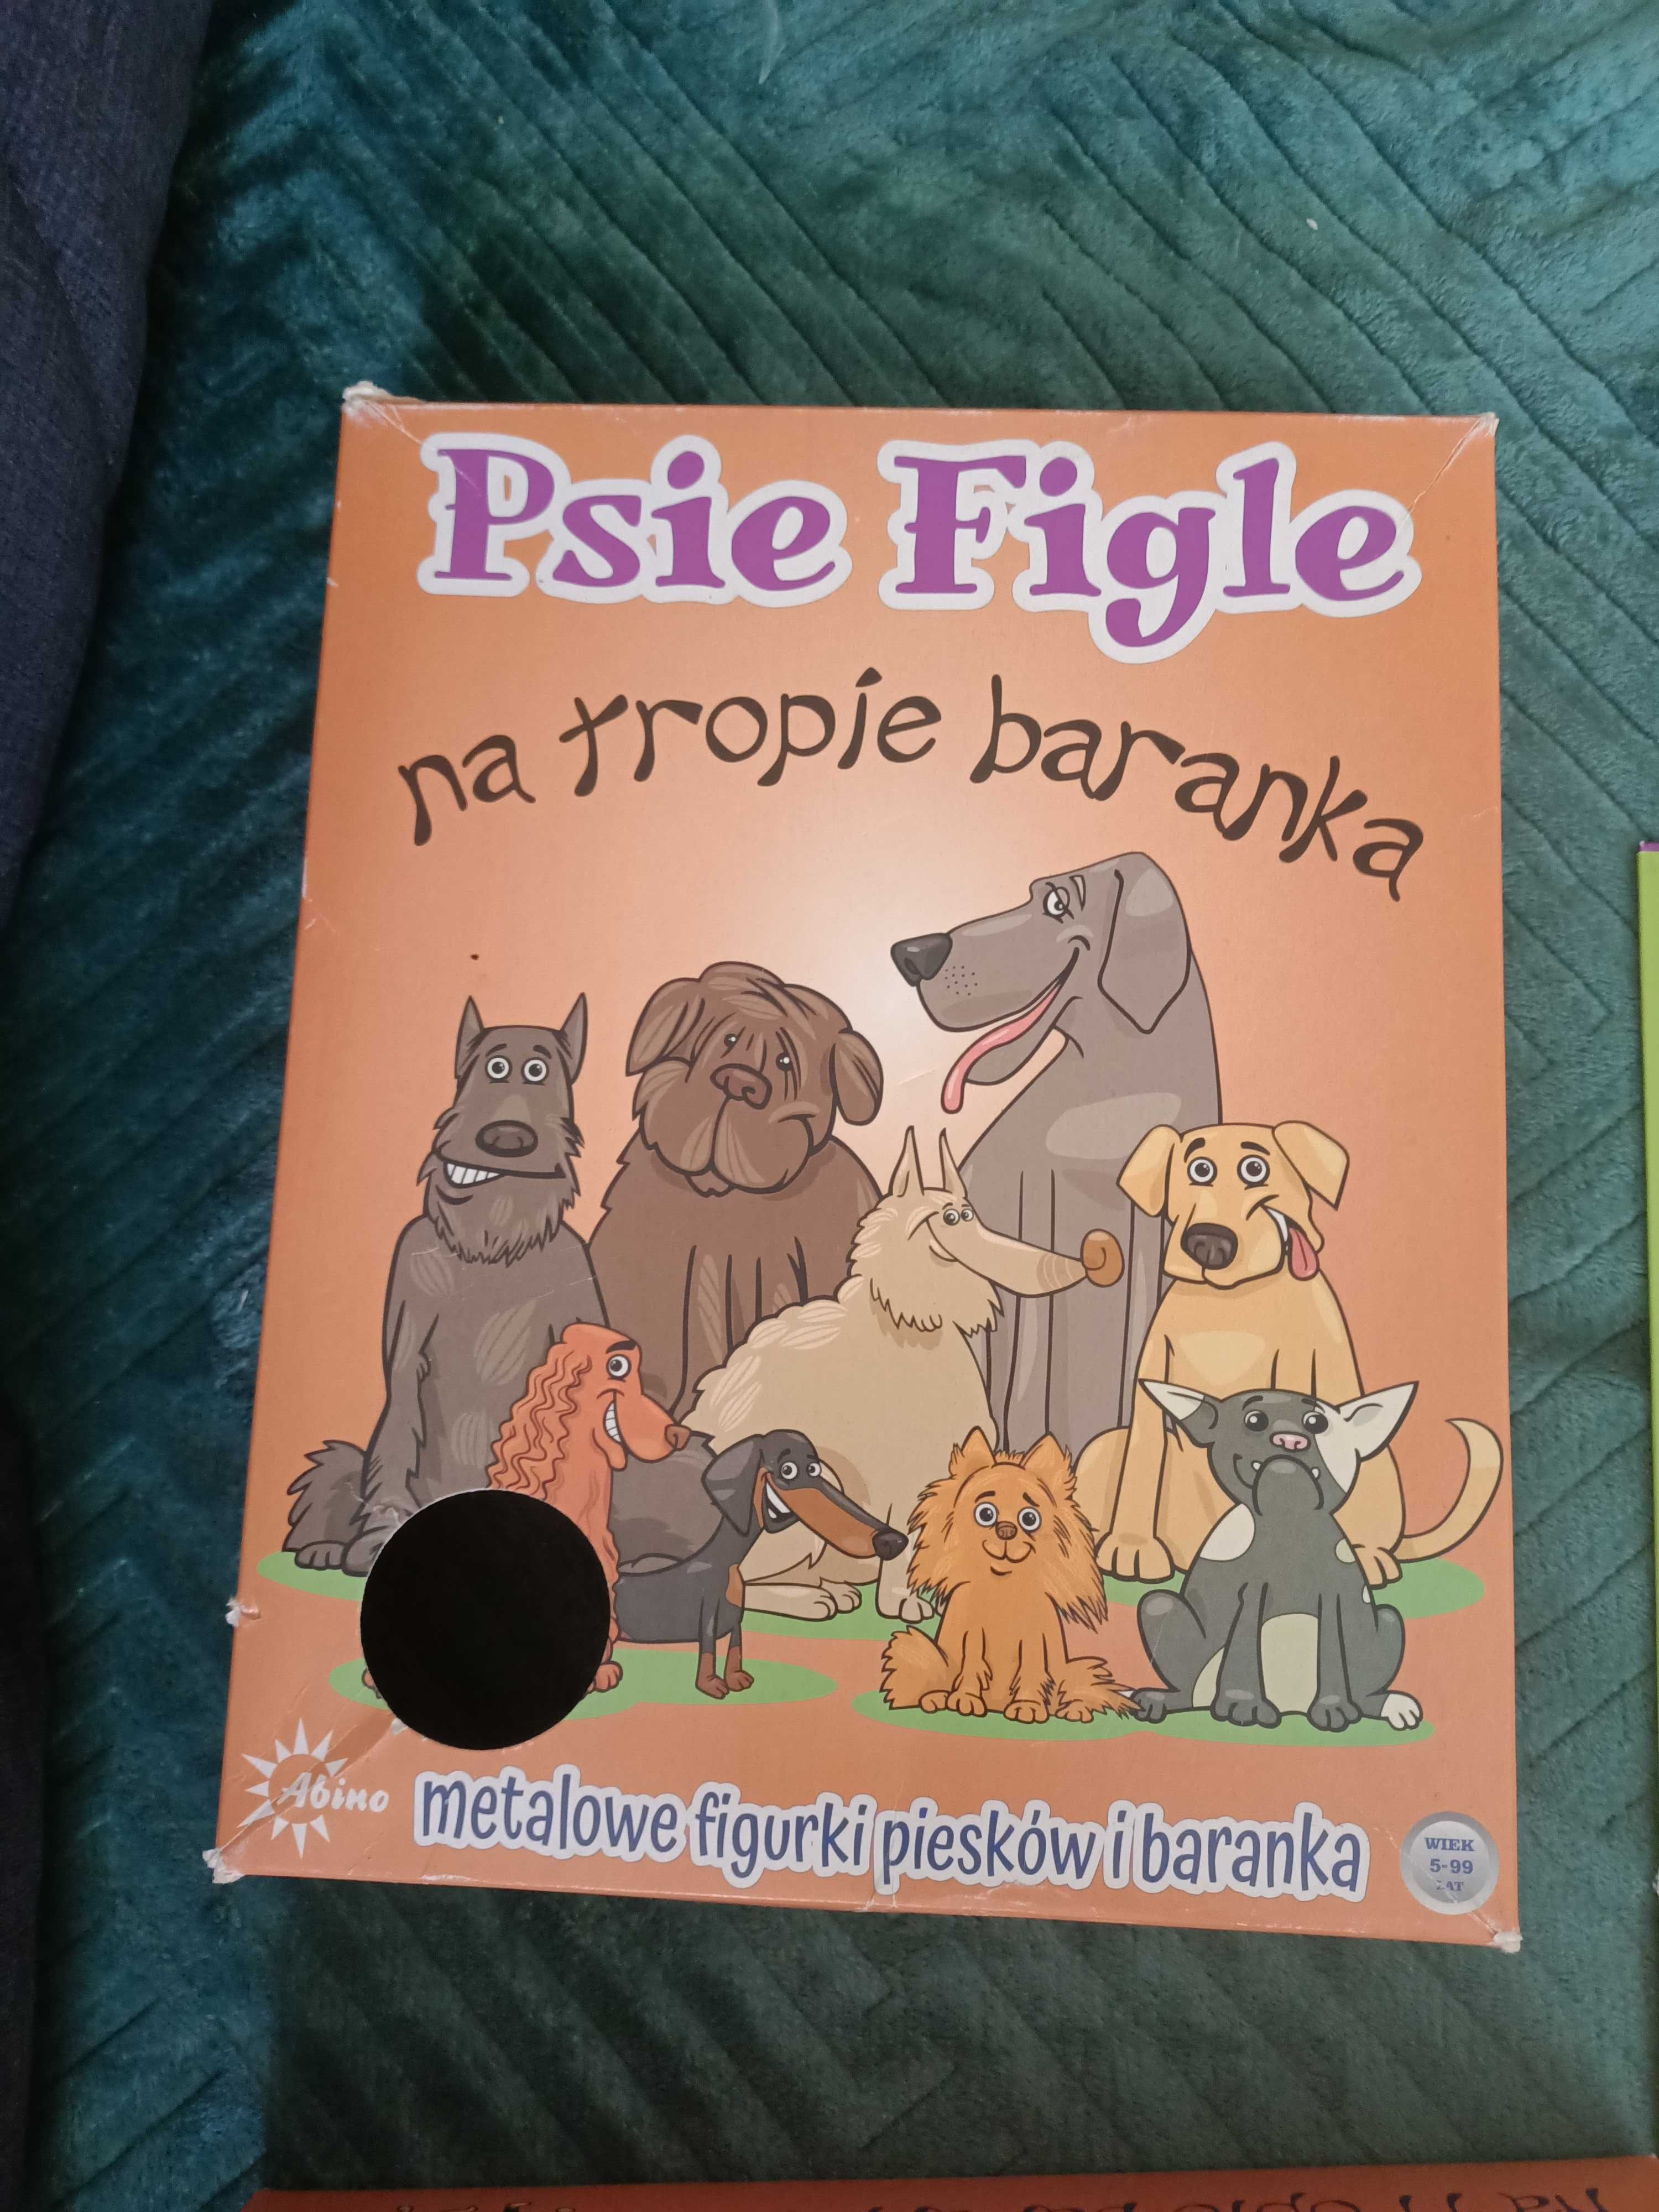 Psie Figle
na tropie baranka
Abino
metalowe figurki piesków i baranka
WIEK
5-99
LAT